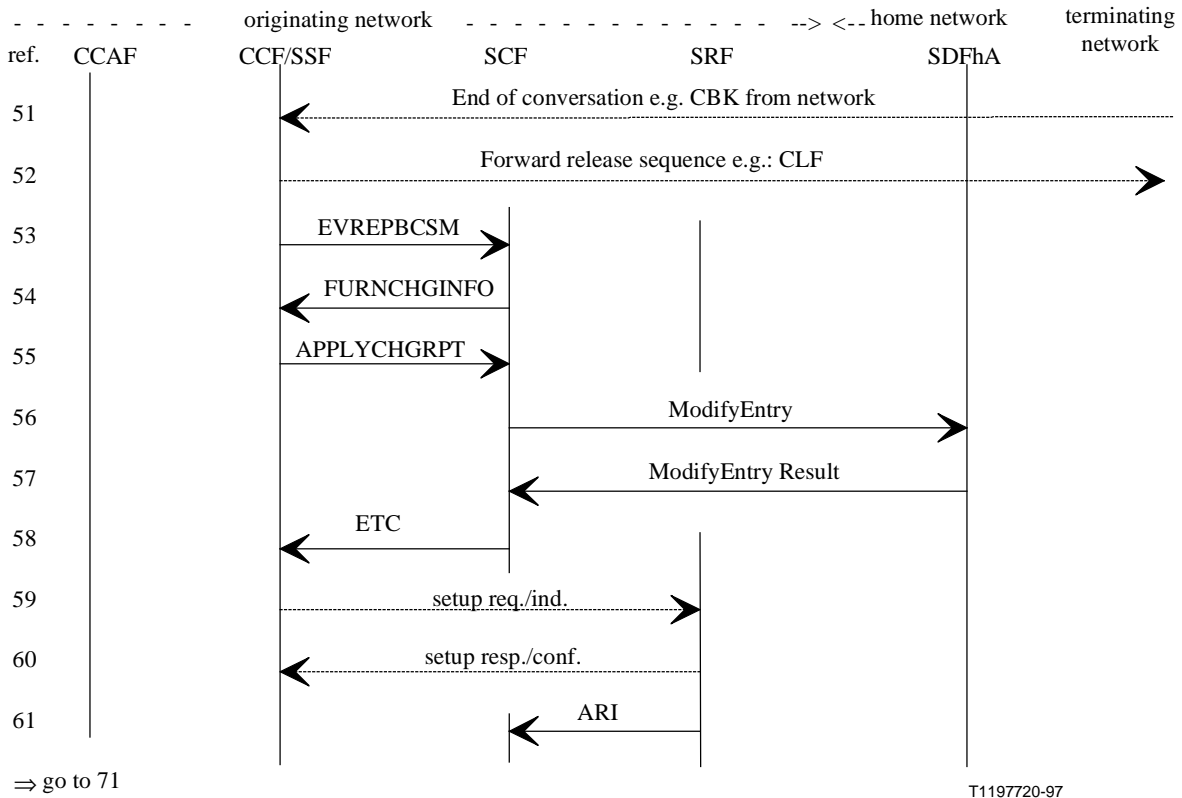 - - - - - - - - originating network - - - - - - - - - - - - - --> <-- home network terminating network
ref. CCAF CCF/SSF SCF SRF SDFhA
51 End of conversation e.g. CBK from network
52 Forward release sequence e.g.: CLF
53 EVREPBCSM
54 FURNCHGINFO
55 APPLYCHGRPT
56 ModifyEntry
57 ModifyEntry Result
58 ETC
59 setup req./ind.
60 setup resp./conf.
61 ARI
⇒ go to 71
T1197720-97